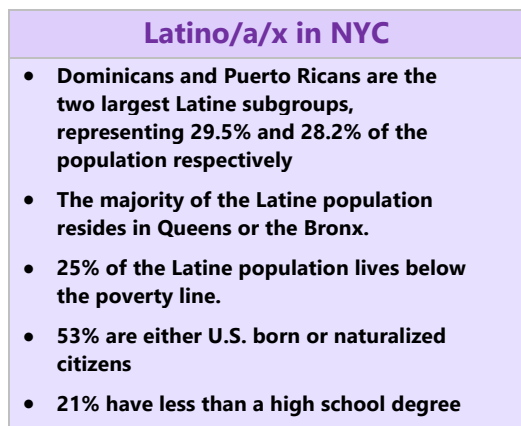 Latino/a/x in NYC
● Dominicans and Puerto Ricans are the
two largest Latine subgroups,
representing 29.5% and 28.2% of the
population respectively
● The majority of the Latine population
resides in Queens or the Bronx.
● 25% of the Latine population lives below
the poverty line.
● 53% are either U.S. born or naturalized
citizens
● 21% have less than a high school degree